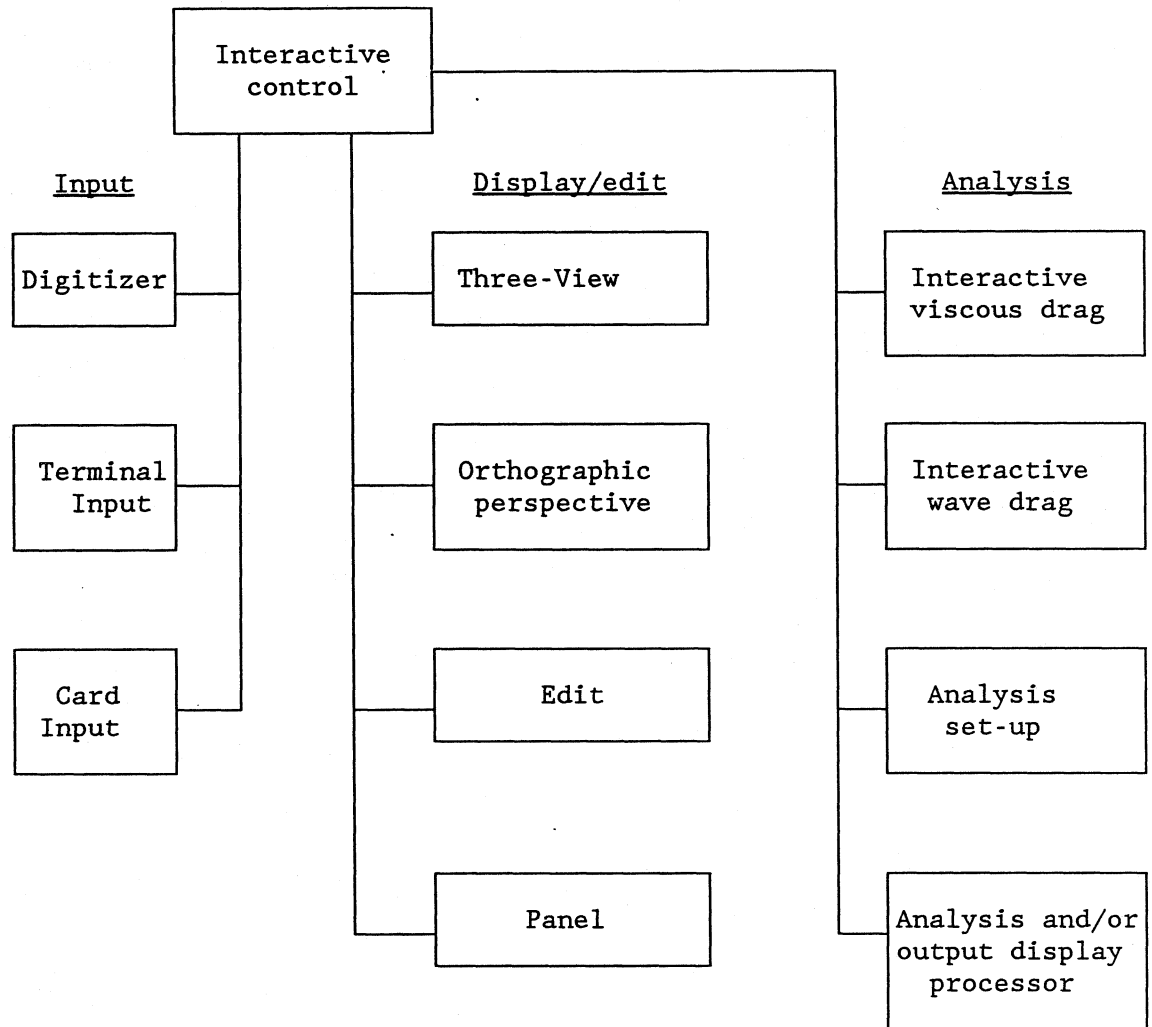 Interactive
control
Input
Digitizer
Terminal
Input
Card
Input
Display/edit
Three-View
Orthographic
perspective
Edit
Panel
Analysis
Interactive
viscous drag
Interactive
wave drag
Analysis
set-up
Analysis and/or
output display
processor